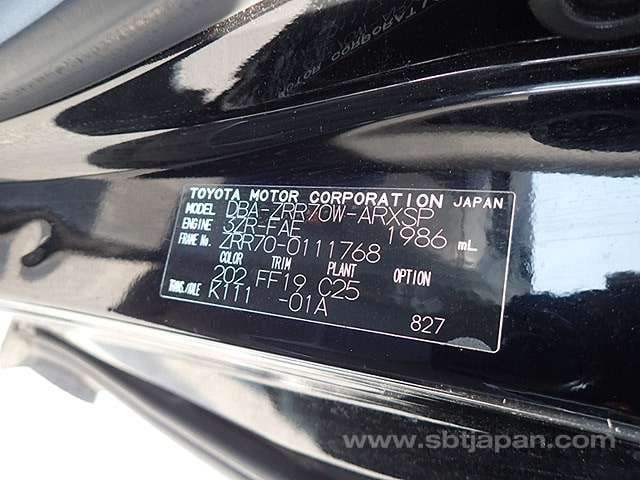 TOYOTA MOTOR CORPORATION JAPAN
MODEL DBA-ZRR70W-ARXSP
ENGINE 3ZR-FAE 1986 mL
FRAME No. ZRR70-0111768
COLOR TRIM PLANT OPTION
202 FF19 C25
TRANS./AXLE K111 -01A
827
www.sbtjapan.com